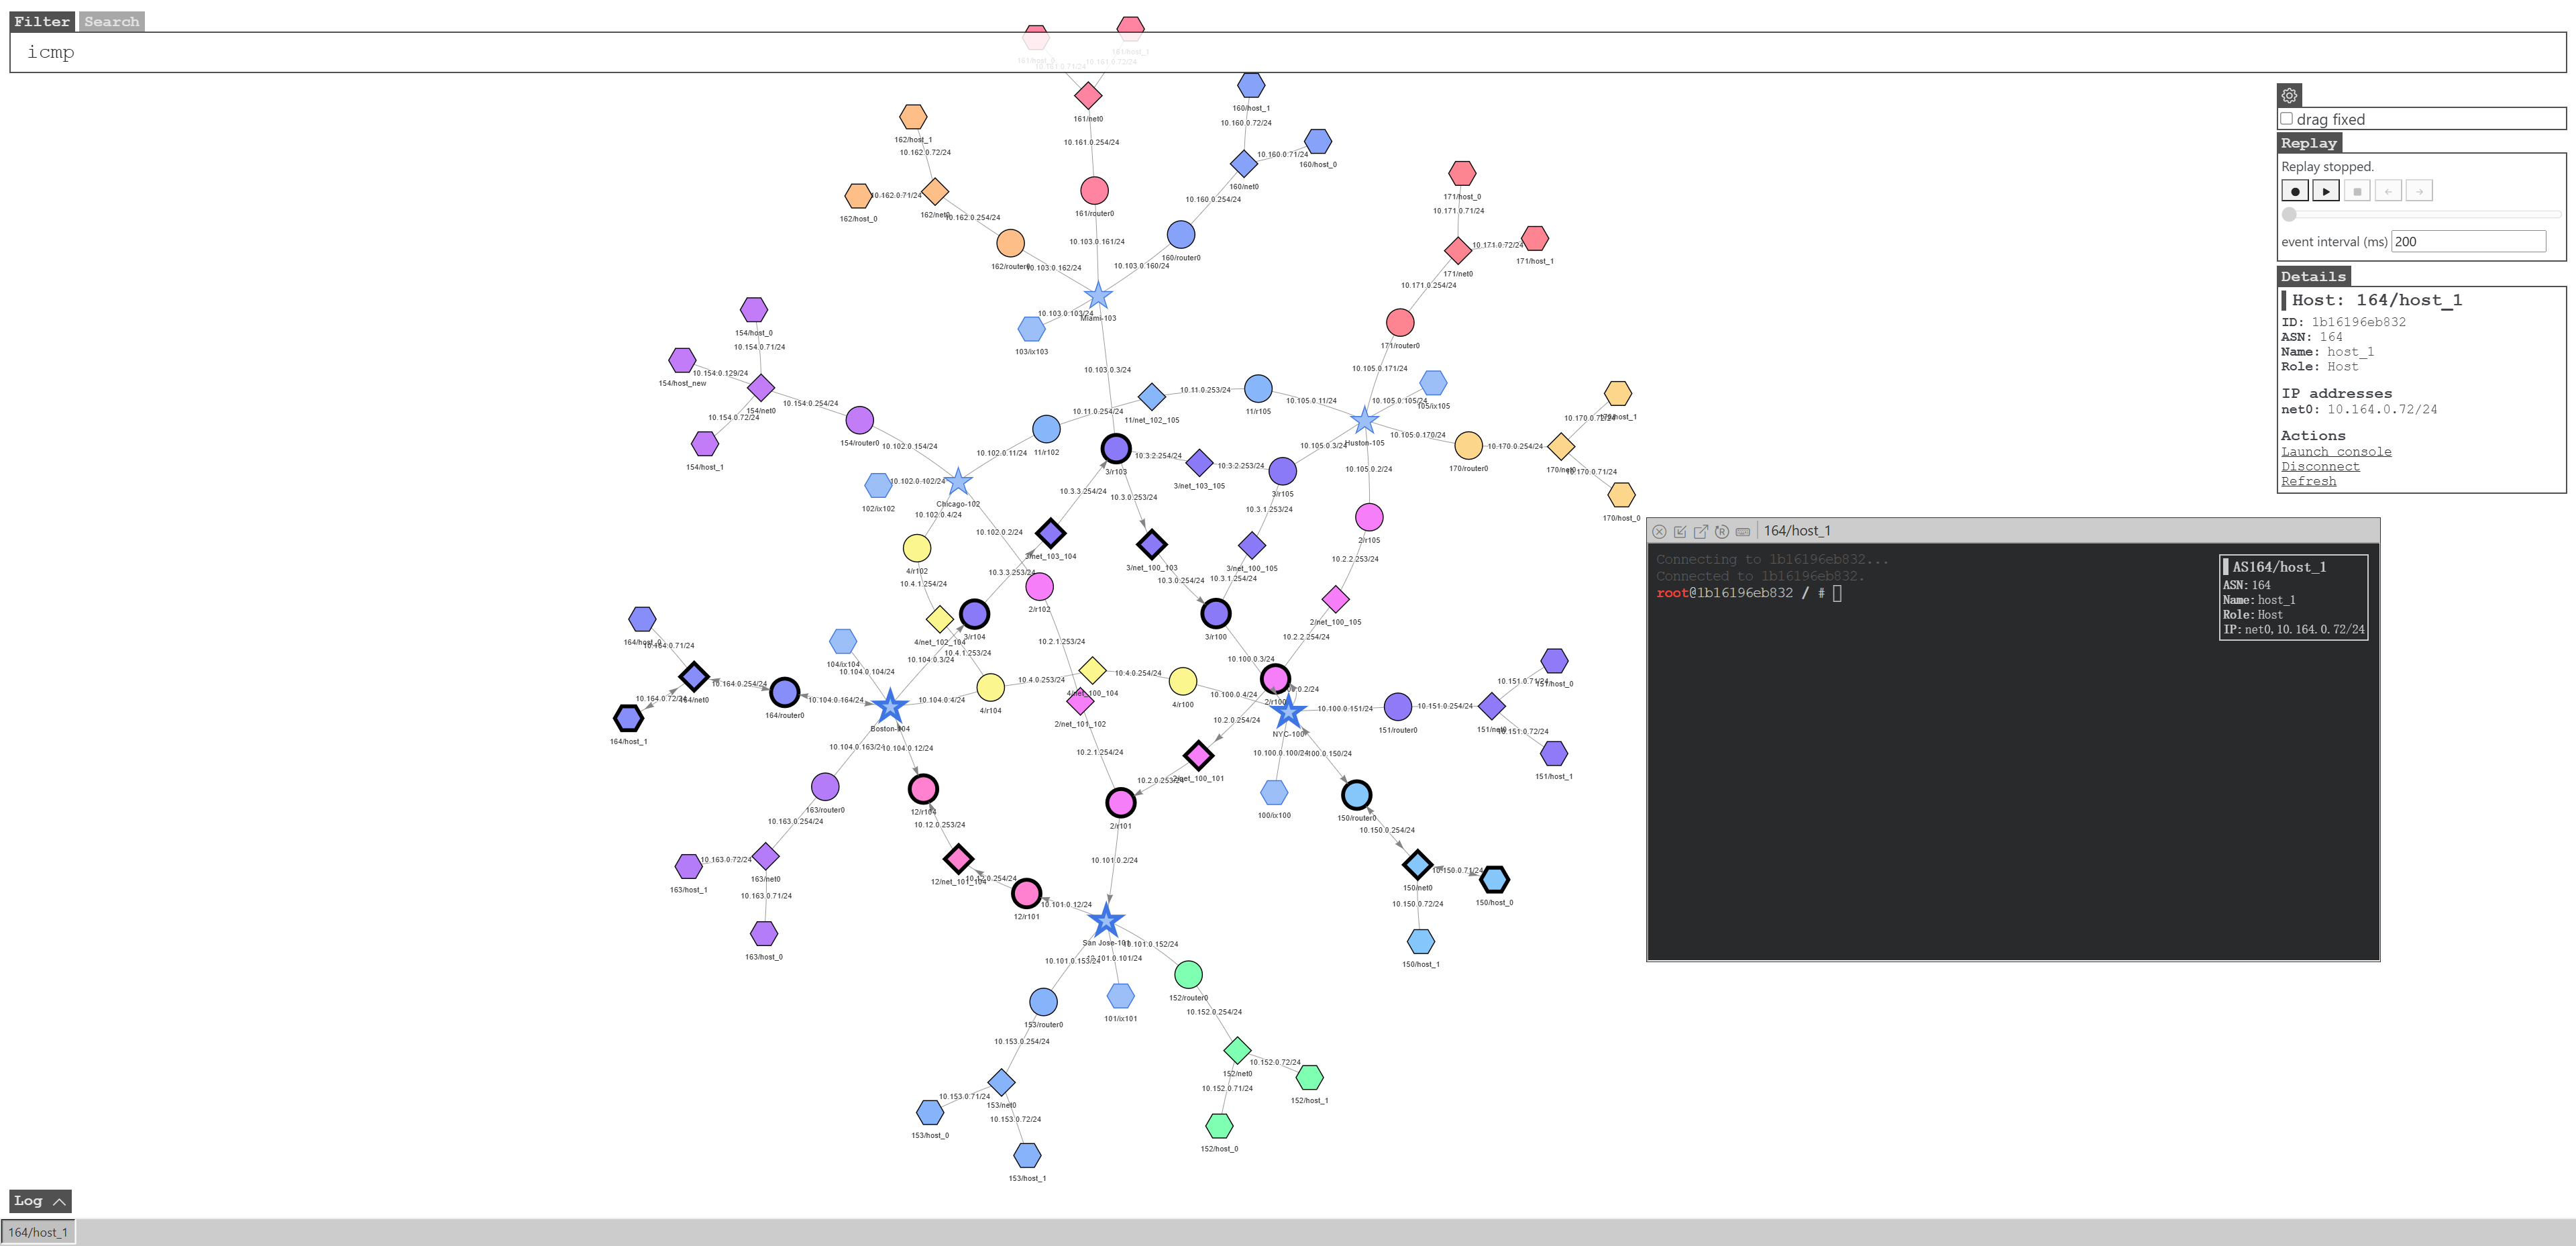 Filter Search
icmp
161/host_1
10.161.0.71/24
10.161.0.72/24
161/net0
160/host_1
10.160.0.72/24
10.160.0.71/24
160/host_0
160/net0
10.160.0.254/24
162/host_1
10.162.0.72/24
10.162.0.71/24
162/host_0
162/net0
10.162.0.254/24
10.161.0.254/24
161/router0
10.103.0.161/24
162/router0
10.103.0.162/24
160/router0
10.103.0.160/24
171/host_0
10.171.0.71/24
10.171.0.72/24
171/host_1
171/net0
10.171.0.254/24
171/router0
10.105.0.171/24
10.103.0.103/24
Miami-103
103/ix103
10.103.0.3/24
154/host_0
10.154.0.71/24
10.154.0.129/24
154/host_new
154/net0
10.154.0.254/24
10.154.0.72/24
154/host_1
154/router0
10.102.0.154/24
11/net_102_105
10.11.0.253/24
10.11.0.254/24
11/r105
10.105.0.11/24
11/r102
10.102.0.11/24
10.105.0.105/24
105/ix105
Huston-105
10.105.0.3/24
10.105.0.170/24
170/router0
10.170.0.254/24
170/net0
10.170.0.72/24
170/host_1
10.170.0.71/24
170/host_0
10.105.0.2/24
2/r105
10.2.2.253/24
2/net_100_105
10.2.2.254/24
3/r103
10.3.2.254/24
3/net_103_105
10.3.2.253/24
3/r105
10.3.1.253/24
3/net_100_105
10.3.1.254/24
10.3.3.254/24
10.3.0.253/24
3/net_103_104
3/net_100_103
10.3.0.254/24
3/r100
10.100.0.3/24
10.102.0.102/24
Chicago-102
102/ix102
10.102.0.4/24
10.102.0.2/24
4/r102
10.4.1.254/24
10.3.3.253/24
2/r102
10.2.1.253/24
4/net_102_104
3/r104
10.4.1.253/24
10.104.0.3/24
104/ix104
10.104.0.104/24
164/host_0
10.164.0.71/24
10.164.0.254/24
10.164.0.72/24
164/net0
164/host_1
164/router0
10.104.0.164/24
Boston-104
10.104.0.4/24
4/r104
10.4.0.253/24
4/net_100_104
10.4.0.254/24
4/r100
10.100.0.4/24
2/net_101_102
10.2.1.254/24
2/r100
NYC-100
10.2.0.254/24
2/net_100_101
10.2.0.253/24
2/r101
10.100.0.151/24
151/router0
10.151.0.254/24
151/net0
10.151.0.71/24
151/host_0
10.151.0.72/24
151/host_1
10.100.0.100/24
100/ix100
150/router0
10.150.0.254/24
150/net0
10.150.0.71/24
150/host_0
10.150.0.72/24
150/host_1
10.104.0.163/24
10.104.0.12/24
163/router0
10.163.0.254/24
163/net0
10.163.0.72/24
163/host_1
10.163.0.71/24
163/host_0
12/r104
10.12.0.253/24
12/net_101_104
10.12.0.254/24
12/r101
10.101.0.12/24
10.101.0.2/24
San Jose-101
10.101.0.152/24
10.101.0.153/24
10.101.0.101/24
101/ix101
152/router0
10.152.0.254/24
152/net0
10.152.0.72/24
152/host_1
10.152.0.71/24
152/host_0
153/router0
10.153.0.254/24
153/net0
10.153.0.71/24
153/host_0
10.153.0.72/24
153/host_1
drag fixed
Replay
Replay stopped.
event interval (ms) 200
Details
Host: 164/host_1
ID: 1b16196eb832
ASN: 164
Name: host_1
Role: Host
IP addresses
net0: 10.164.0.72/24
Actions
Launch console
Disconnect
Refresh
164/host_1
Connecting to 1b16196eb832...
Connected to 1b16196eb832.
root@1b16196eb832 / #
AS164/host_1
ASN: 164
Name: host_1
Role: Host
IP: net0,10.164.0.72/24
Log
164/host_1